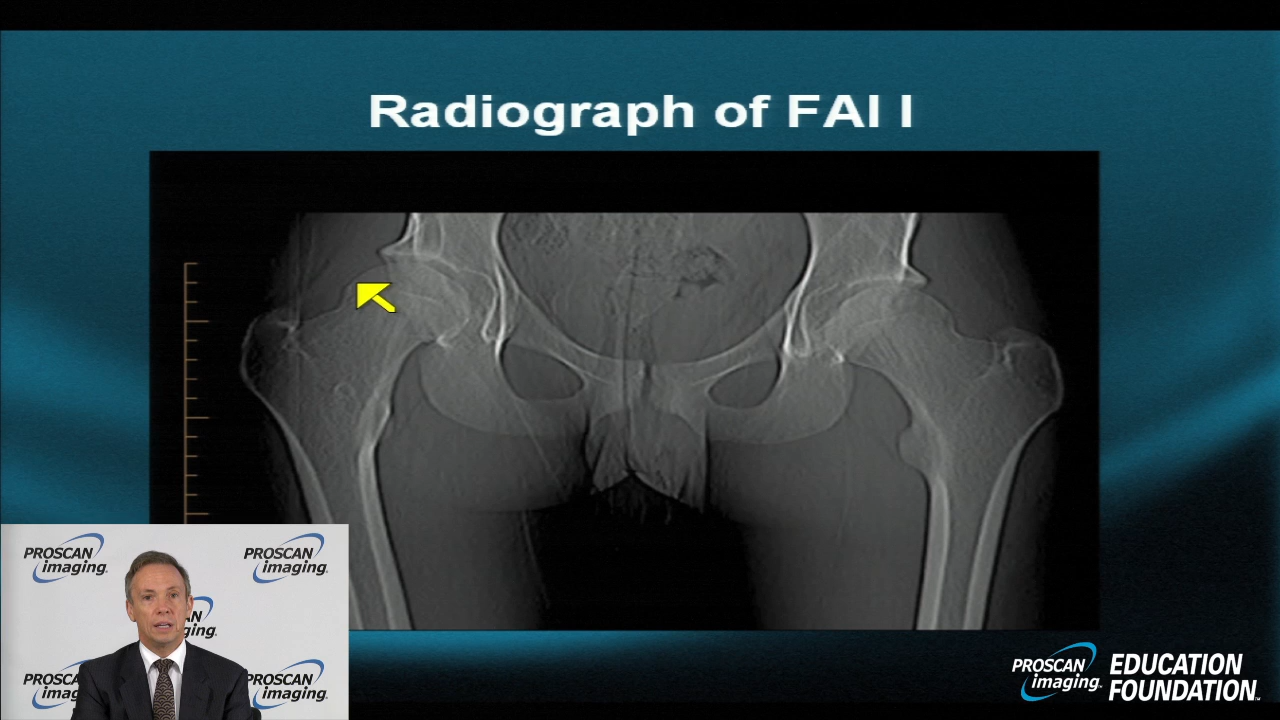 Radiograph of FAI I
PROSCAN
imaging
PROSCAN
imaging
PROSCAN
imaging
PROSCAN
imaging
PROSCAN
imaging
EDUCATION
FOUNDATION